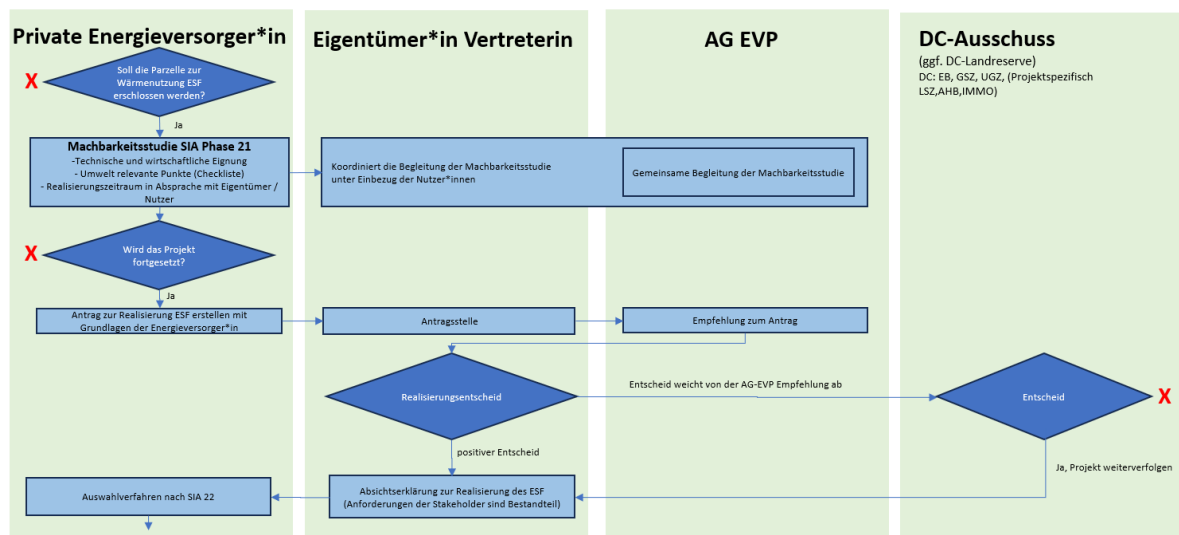 Private Energieversorger*in
Eigentümer*in Vertreterin
AG EVP
DC-Ausschuss
(ggf. DC-Landreserve)
DC: EB, GSZ, UGZ, (Projektspezifisch
LSZ,AHB,IMMO)
X
Soll die Parzelle zur
Wärmenutzung ESF
erschlossen werden?
Ja
Machbarkeitsstudie SIA Phase 21
-Technische und wirtschaftliche Eignung
- Umwelt relevante Punkte (Checkliste)
- Realisierungszeitraum in Absprache mit Eigentümer /
Nutzer
Koordiniert die Begleitung der Machbarkeitsstudie
unter Einbezug der Nutzer*innen
Gemeinsame Begleitung der Machbarkeitsstudie
X
Wird das Projekt
fortgesetzt?
Ja
Antrag zur Realisierung ESF erstellen mit
Grundlagen der Energieversorger*in
Antragsstelle
Empfehlung zum Antrag
Realisierungsentscheid
Entscheid weicht von der AG-EVP Empfehlung ab
Entscheid
X
positiver Entscheid
Ja, Projekt weiterverfolgen
Auswahlverfahren nach SIA 22
Absichtserklärung zur Realisierung des ESF
(Anforderungen der Stakeholder sind Bestandteil)